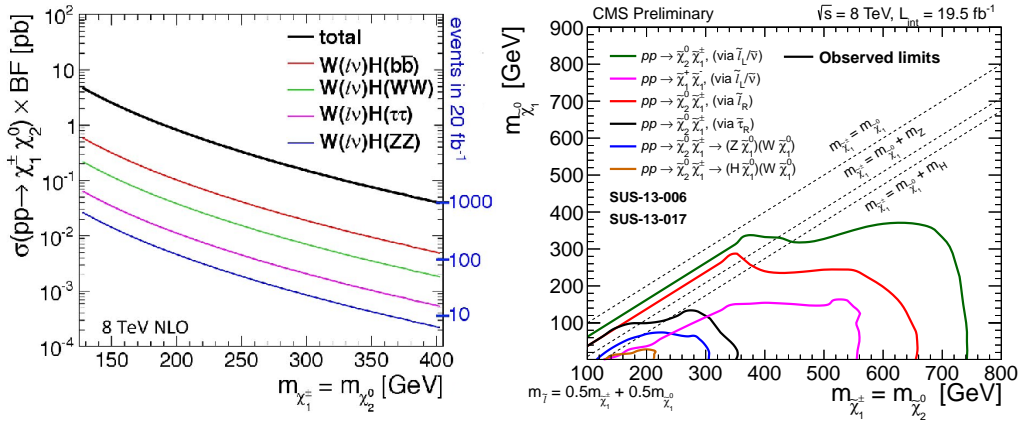 σ(pp→ χ₁± χ₂⁰) × BF [pb]
10²
10
1
10⁻¹
10⁻²
10⁻³
10⁻⁴
total
W(lν)H(bb̄)
W(lν)H(WW)
W(lν)H(ττ)
W(lν)H(ZZ)
events in 20 fb⁻¹
1000
100
10
8 TeV NLO
150 200 250 300 350 400
m_χ₁± = m_χ₂⁰ [GeV]
CMS Preliminary
√s = 8 TeV, L_int = 19.5 fb⁻¹
m_χ̃₁⁰ [GeV]
900
800
700
600
500
400
300
200
100
pp → χ̃₂⁰ χ̃₁±, (via l̃_L/ν̃)
pp → χ̃₁⁺ χ̃₁⁻, (via l̃_L/ν̃)
pp → χ̃₂⁰ χ̃₁±, (via l̃_R)
pp → χ̃₂⁰ χ̃₁±, (via τ̃_R)
pp → χ̃₂⁰ χ̃₁± → (Z χ̃₁⁰)(W χ̃₁⁰)
pp → χ̃₂⁰ χ̃₁± → (H χ̃₁⁰)(W χ̃₁⁰)
Observed limits
SUS-13-006
SUS-13-017
m_χ̃₁± = m_χ̃₁⁰
m_χ̃₁± = m_χ̃₁⁰ + m_Z
m_χ̃₁± = m_χ̃₁⁰ + m_H
100 200 300 400 500 600 700 800
m_l̃ = 0.5m_χ̃₁± + 0.5m_χ̃₁⁰
m_χ̃₁± = m_χ̃₂⁰ [GeV]